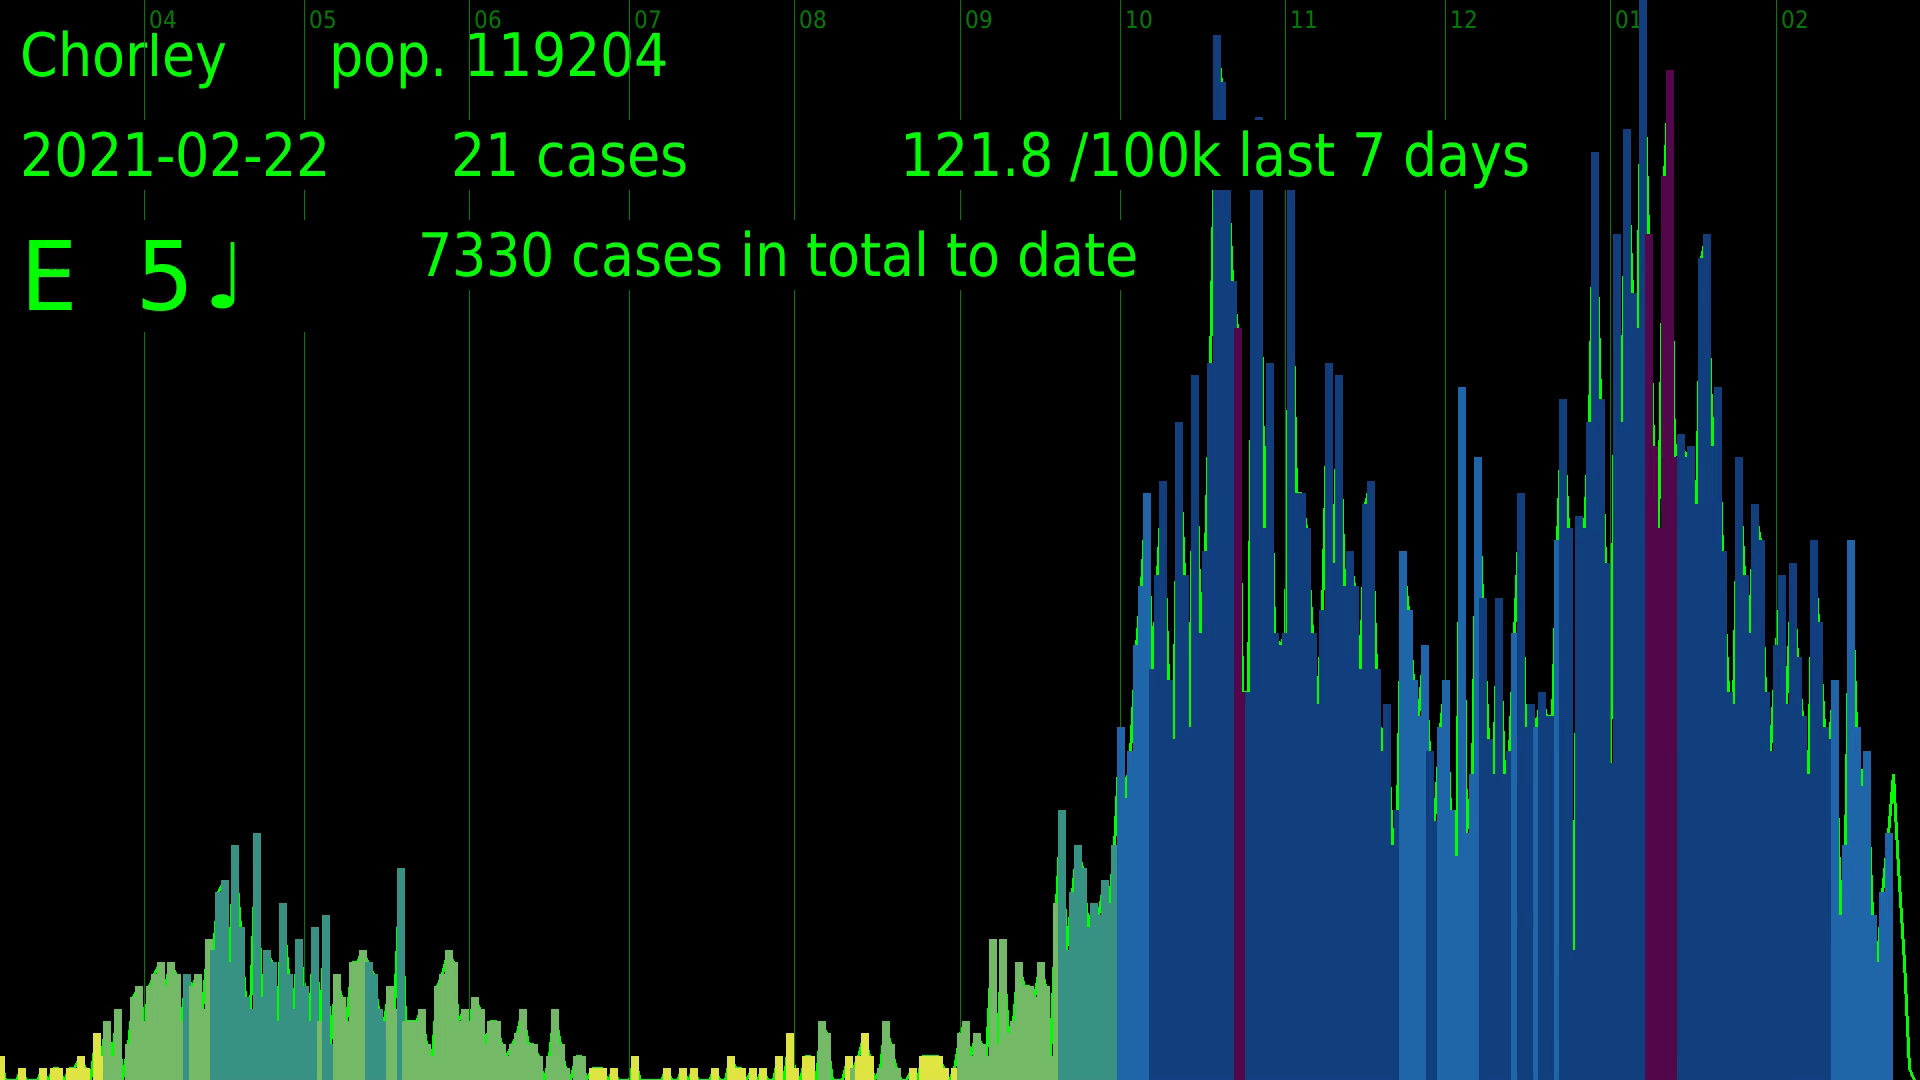 04 05 06 07 08 09 10 11 12 01 02
Chorley pop. 119204
2021-02-22 21 cases 121.8 /100k last 7 days
E 5♩ 7330 cases in total to date